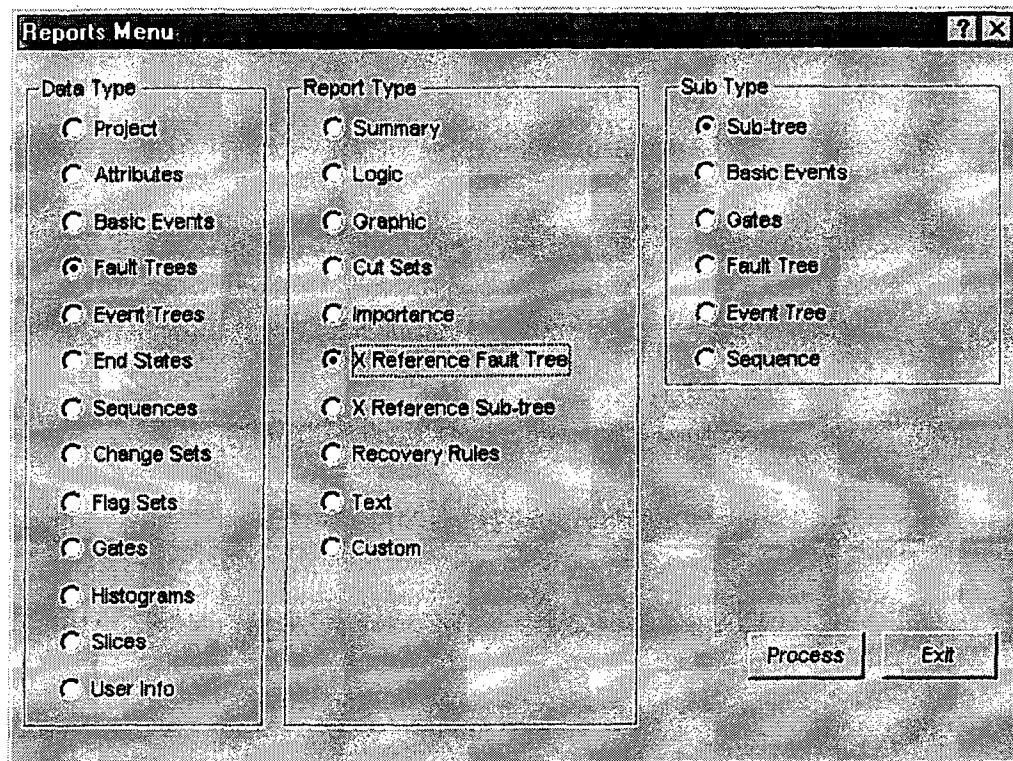 Reports Menu
Data Type
Project
Attributes
Basic Events
Fault Trees
Event Trees
End States
Sequences
Change Sets
Flag Sets
Gates
Histograms
Slices
User Info
Report Type
Summary
Logic
Graphic
Cut Sets
Importance
X Reference Fault Tree
X Reference Sub-tree
Recovery Rules
Text
Custom
Sub Type
Sub-tree
Basic Events
Gates
Fault Tree
Event Tree
Sequence
Process
Exit